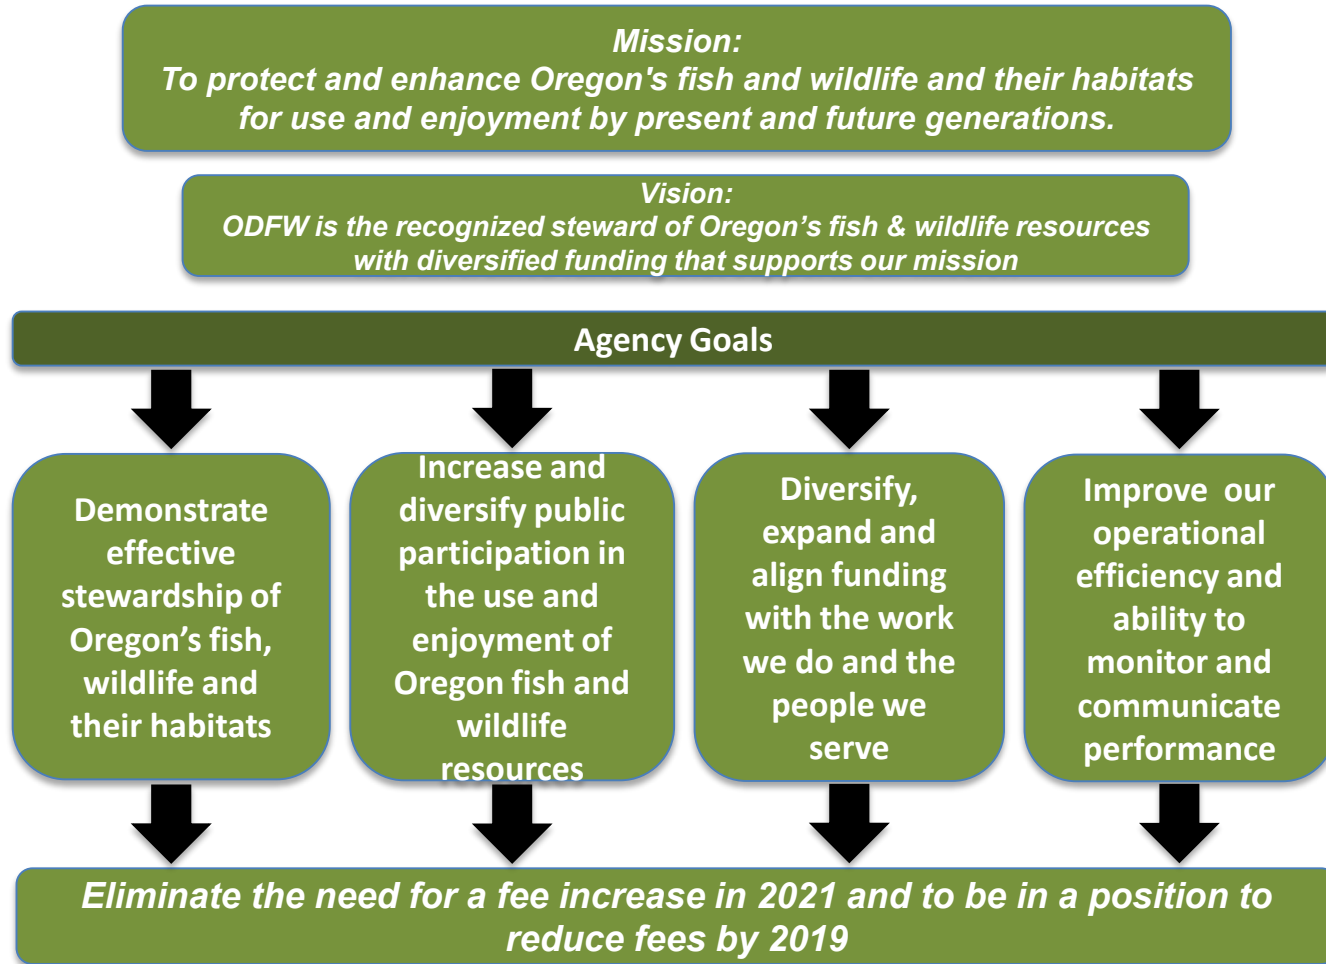 Mission:
To protect and enhance Oregon's fish and wildlife and their habitats
for use and enjoyment by present and future generations.
Vision:
ODFW is the recognized steward of Oregon’s fish & wildlife resources
with diversified funding that supports our mission
Agency Goals
Demonstrate
effective
stewardship of
Oregon’s fish,
wildlife and
their habitats
Increase and
diversify public
participation in
the use and
enjoyment of
Oregon fish and
wildlife
resources
Diversify,
expand and
align funding
with the work
we do and the
people we
serve
Improve  our
operational
efficiency and
ability to
monitor and
communicate
performance
Eliminate the need for a fee increase in 2021 and to be in a position to
reduce fees by 2019